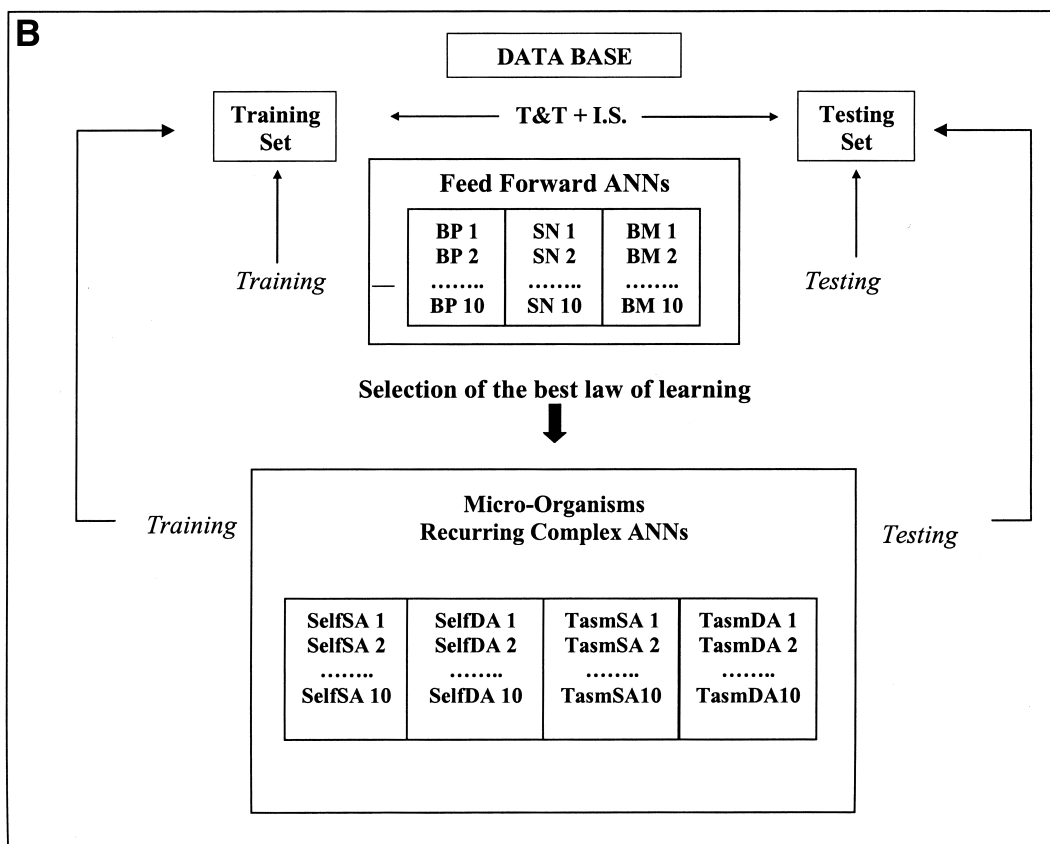 B
DATA BASE
Training
Set
T&T + I.S.
Testing
Set
Feed Forward ANNs
BP 1
BP 2
……..
BP 10
SN 1
SN 2
……..
SN 10
BM 1
BM 2
……..
BM 10
Training
Testing
Selection of the best law of learning
Micro-Organisms
Recurring Complex ANNs
Training
Testing
SelfSA 1
SelfSA 2
……..
SelfSA 10
SelfDA 1
SelfDA 2
……..
SelfDA 10
TasmSA 1
TasmSA 2
……..
TasmSA10
TasmDA 1
TasmDA 2
……..
TasmDA10